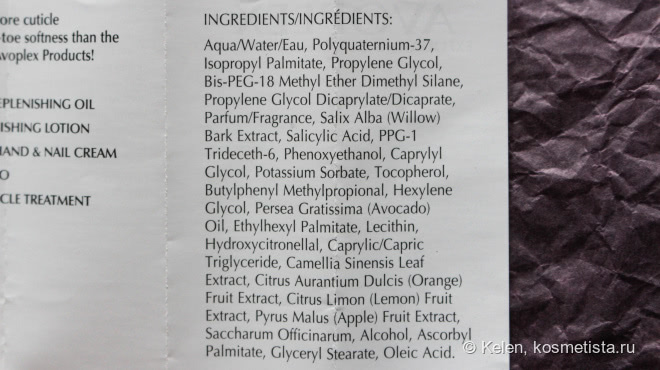 ore cuticle
-toe softness than the
voplex Products!
EPLENISHING OIL
ISHING LOTION
HAND & NAIL CREAM
O
CLE TREATMENT
INGREDIENTS/INGRÉDIENTS:
Aqua/Water/Eau, Polyquaternium-37,
Isopropyl Palmitate, Propylene Glycol,
Bis-PEG-18 Methyl Ether Dimethyl Silane,
Propylene Glycol Dicaprylate/Dicaprate,
Parfum/Fragrance, Salix Alba (Willow)
Bark Extract, Salicylic Acid, PPG-1
Trideceth-6, Phenoxyethanol, Caprylyl
Glycol, Potassium Sorbate, Tocopherol,
Butylphenyl Methylpropional, Hexylene
Glycol, Persea Gratissima (Avocado)
Oil, Ethylhexyl Palmitate, Lecithin,
Hydroxycitronellal, Caprylic/Capric
Triglyceride, Camellia Sinensis Leaf
Extract, Citrus Aurantium Dulcis (Orange)
Fruit Extract, Citrus Limon (Lemon) Fruit
Extract, Pyrus Malus (Apple) Fruit Extract,
Saccharum Officinarum, Alcohol, Ascorbyl
Palmitate, Glyceryl Stearate, Oleic Acid.
© Kelen, kosmetista.ru